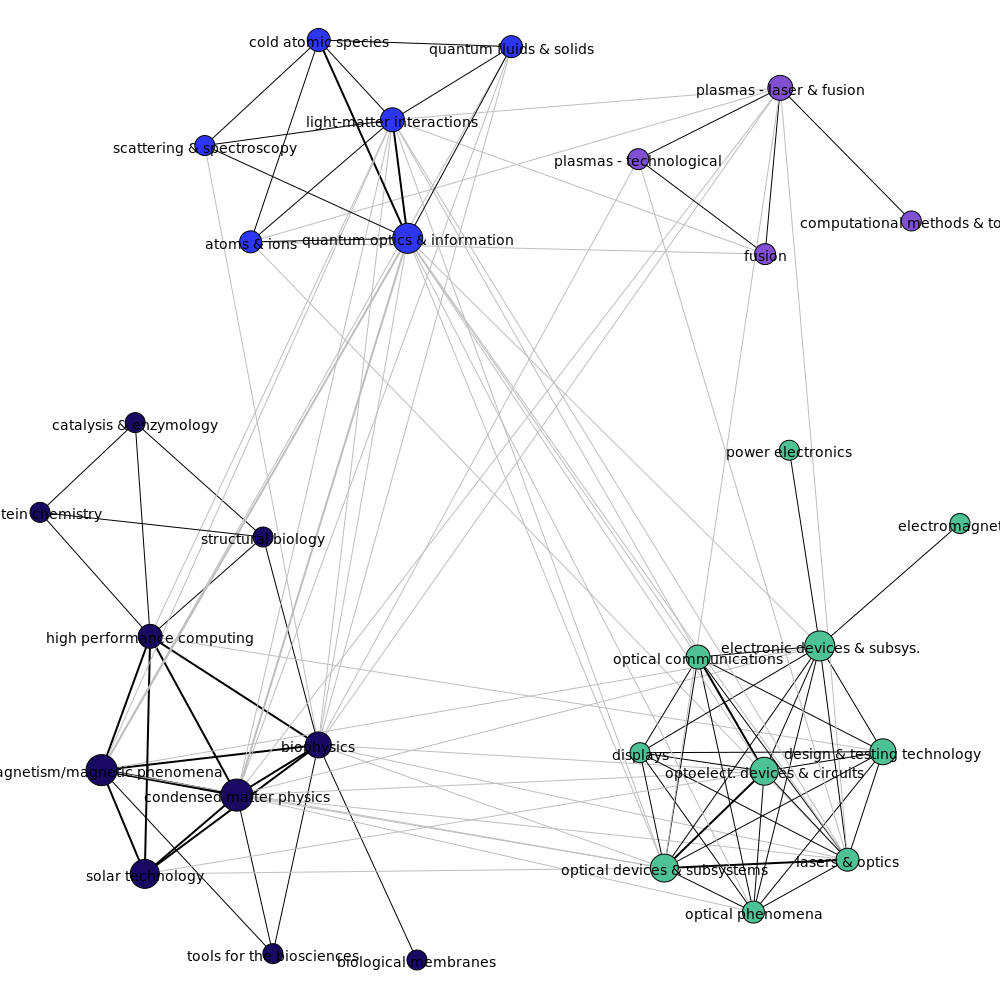 cold atomic species
quantum fluids & solids
plasmas - laser & fusion
light-matter interactions
scattering & spectroscopy
plasmas - technological
computational methods & to
atoms & ions
quantum optics & information
fusion
catalysis & enzymology
power electronics
tein chemistry
electromagnet
structural biology
high performance computing
electronic devices & subsys.
optical communications
biophysics
displays
design & testing technology
agnetism/magnetic phenomena
optoelect. devices & circuits
condensed matter physics
solar technology
optical devices & subsystems
lasers & optics
optical phenomena
tools for the biosciences
biological membranes